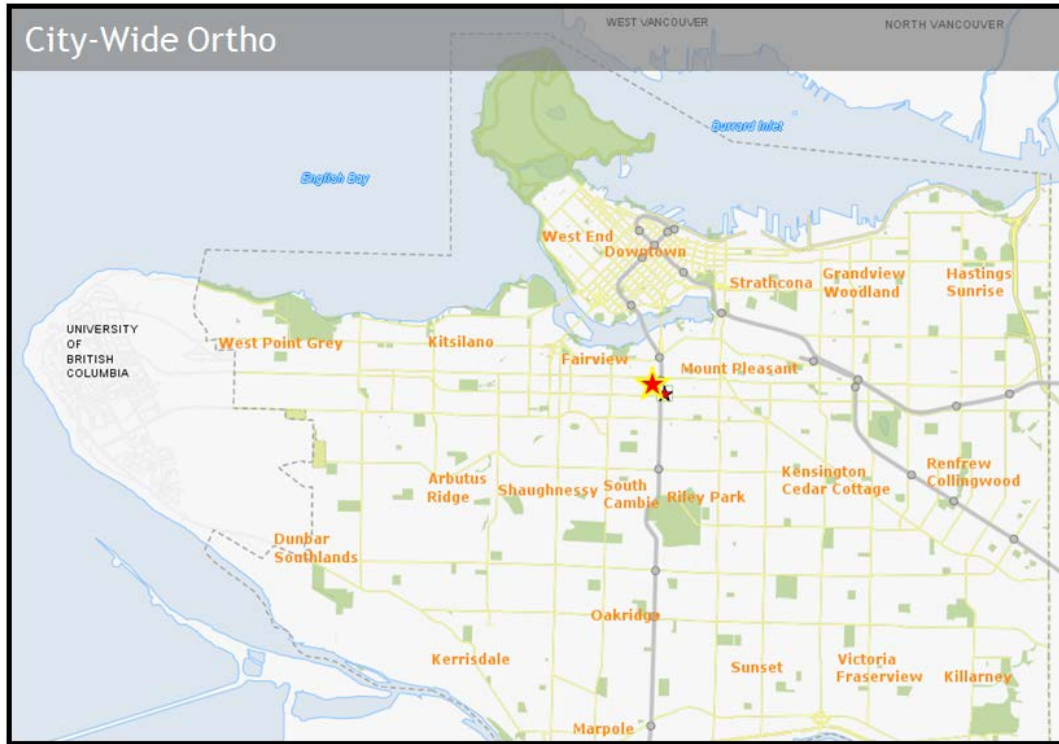 City-Wide Ortho
WEST VANCOUVER
NORTH VANCOUVER
Burrard Inlet
English Bay
West End
Downtown
Strathcona
Grandview
Woodland
Hastings
Sunrise
UNIVERSITY
OF
BRITISH
COLUMBIA
West Point Grey
Kitsilano
Fairview
Mount Pleasant
Arbutus
Ridge
Shaughnessy
South
Cambie
Riley Park
Kensington
Cedar Cottage
Renfrew
Collingwood
Dunbar
Southlands
Oakridge
Kerrisdale
Sunset
Victoria
Fraserview
Killarney
Marpole